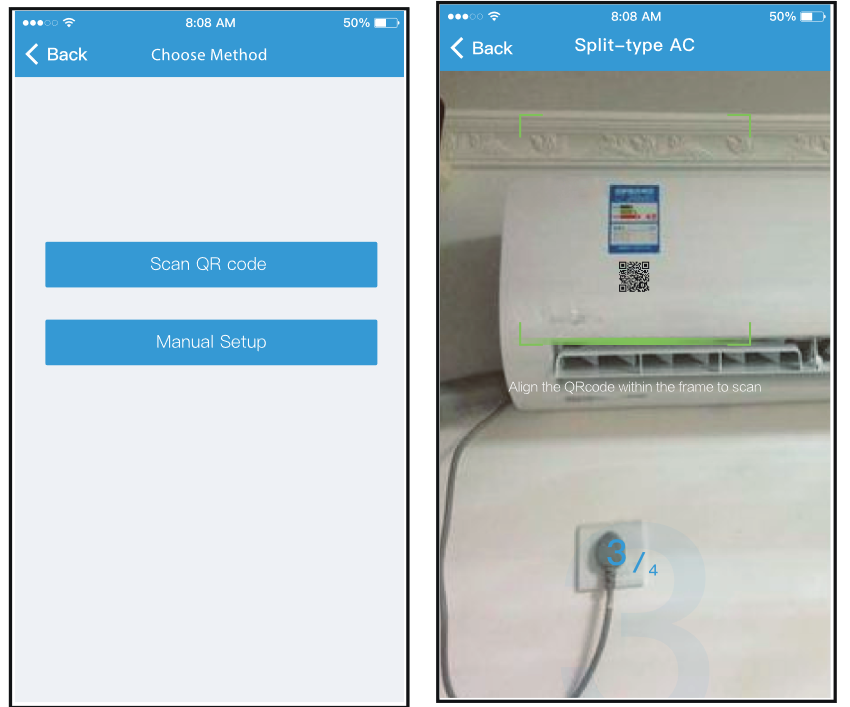 8:08 AM
50%
Back
Choose Method
Scan QR code
Manual Setup
8:08 AM
50%
Back
Split-type AC
Align the QRcode within the frame to scan
3/4
3